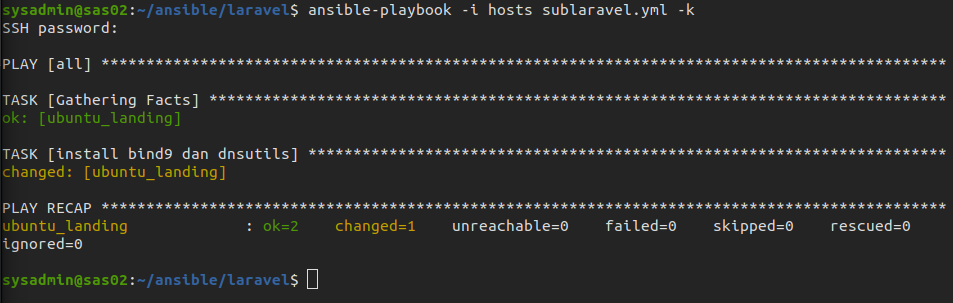 sysadmin@sas02:~/ansible/laravel$ ansible-playbook -i hosts sublaravel.yml -k
SSH password:
PLAY [all] **********************************************************************************************
TASK [Gathering Facts] **********************************************************************************
ok: [ubuntu_landing]
TASK [install bind9 dan dnsutils] ***********************************************************************
changed: [ubuntu_landing]
PLAY RECAP **********************************************************************************************
ubuntu_landing             : ok=2    changed=1    unreachable=0    failed=0    skipped=0    rescued=0
ignored=0
sysadmin@sas02:~/ansible/laravel$